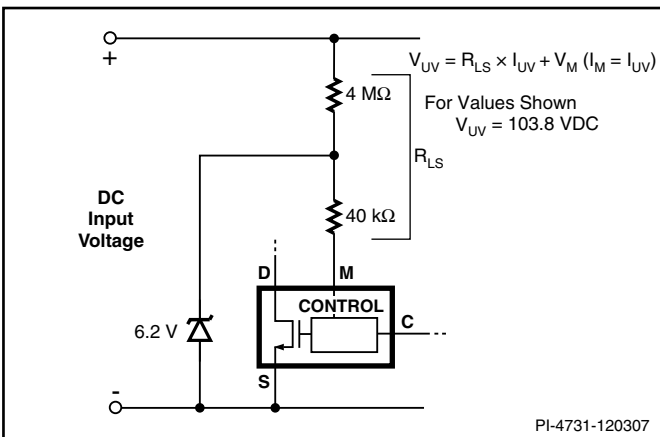 +
V_UV = R_LS × I_UV + V_M (I_M = I_UV)
4 MΩ
For Values Shown
V_UV = 103.8 VDC
R_LS
DC
Input
Voltage
40 kΩ
D
M
CONTROL
C
6.2 V
S
-
PI-4731-120307